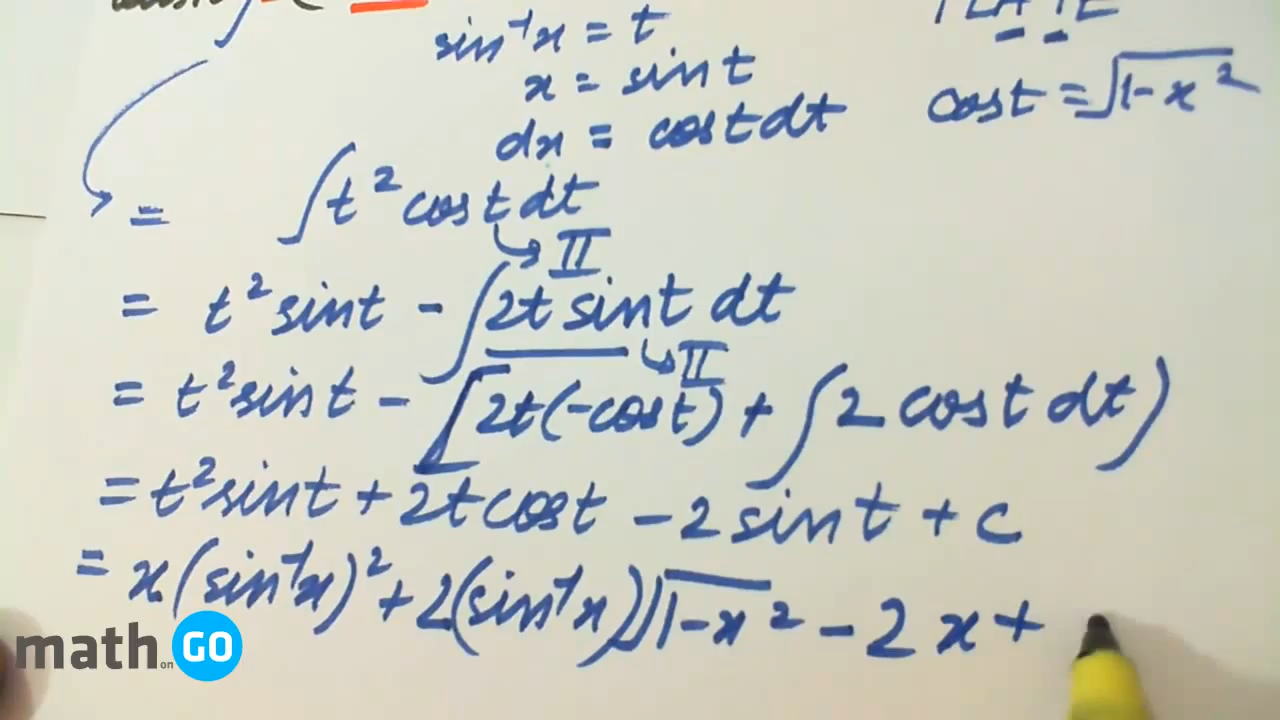 sin⁻¹x = t
x = sin t
dx = cos t dt
cos t = √1-x²
= ∫ t² cos t dt
II
= t² sin t - ∫ 2t sin t dt
II
= t² sin t - [2t(-cos t) + ∫ 2 cos t dt)
= t² sin t + 2t cos t - 2 sin t + c
= x(sin⁻¹x)² + 2(sin⁻¹x)√1-x² - 2x +
math on GO